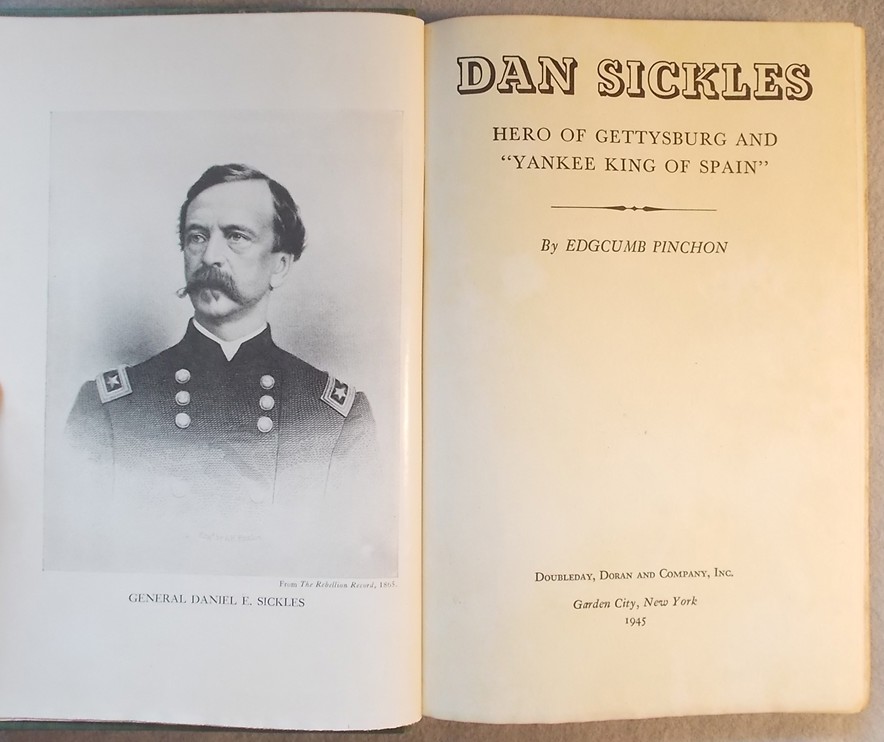 From The Rebellion Record, 1865.
GENERAL DANIEL E. SICKLES
DAN SICKLES
HERO OF GETTYSBURG AND
“YANKEE KING OF SPAIN”
By EDGCUMB PINCHON
Doubleday, Doran and Company, Inc.
Garden City, New York
1945